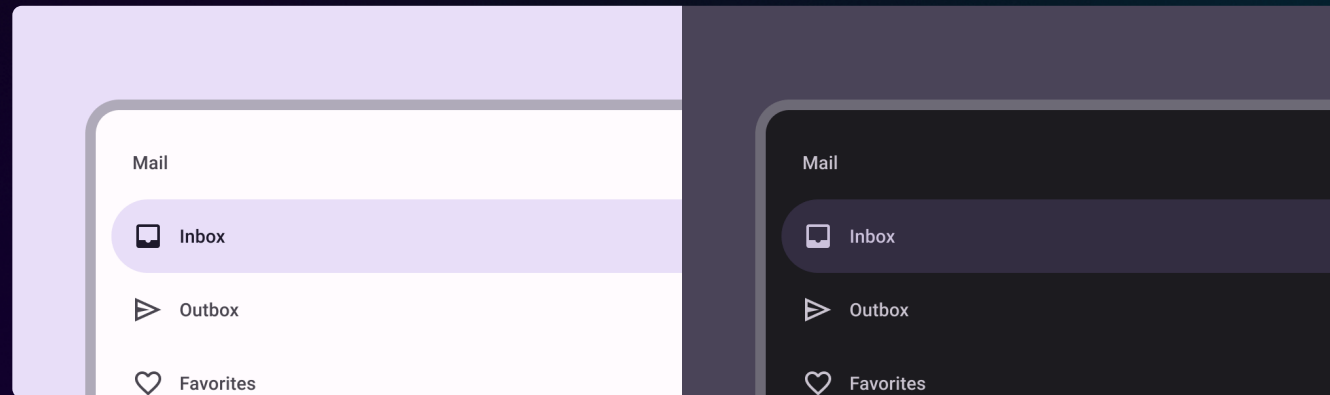 Mail
Inbox
Outbox
Favorites
Mail
Inbox
Outbox
Favorites